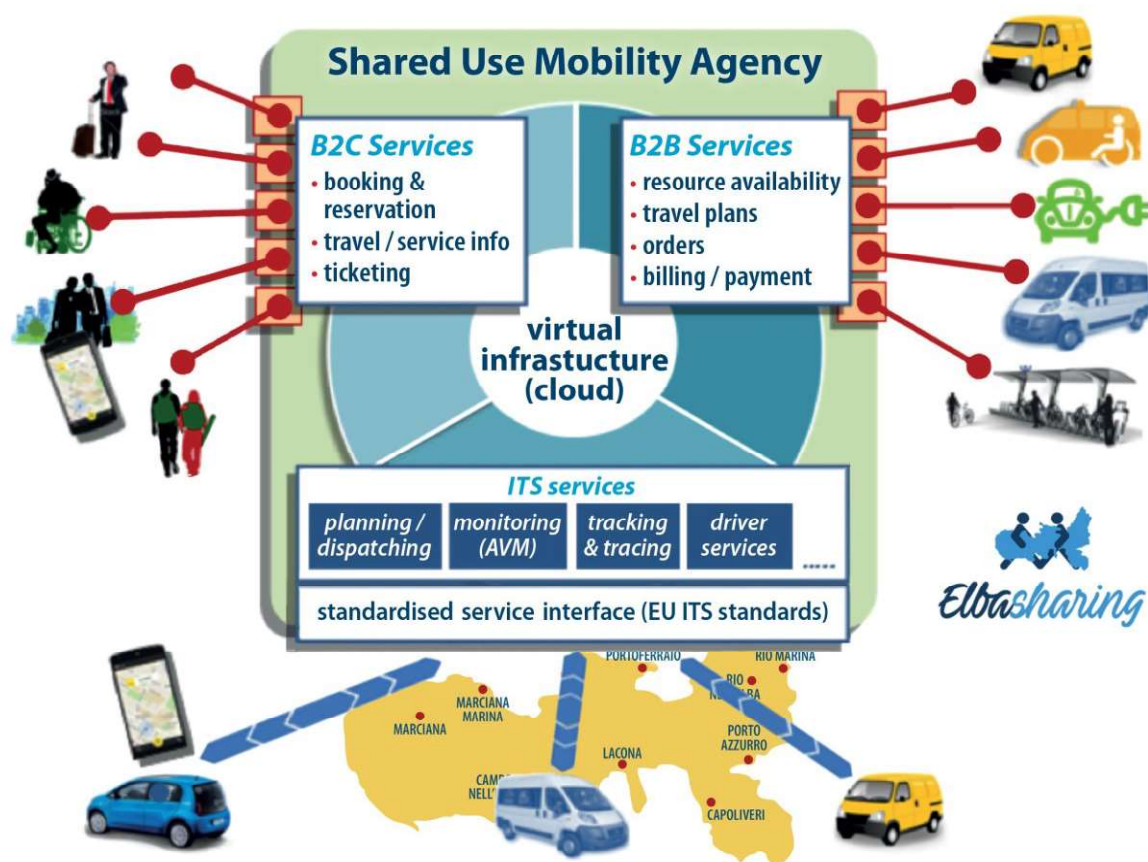 Shared Use Mobility Agency
B2C Services
• booking &
reservation
• travel / service info
• ticketing
B2B Services
• resource availability
• travel plans
• orders
• billing / payment
virtual
infrastucture
(cloud)
ITS services
planning /
dispatching
monitoring
(AVM)
tracking
& tracing
driver
services
.....
standardised service interface (EU ITS standards)
Elbasharing
PORTOFERRAIO
RIO MARINA
RIO
MARCIANA
MARINA
MARCIANA
PORTO
AZZURRO
LACONA
CAPOLIVERI